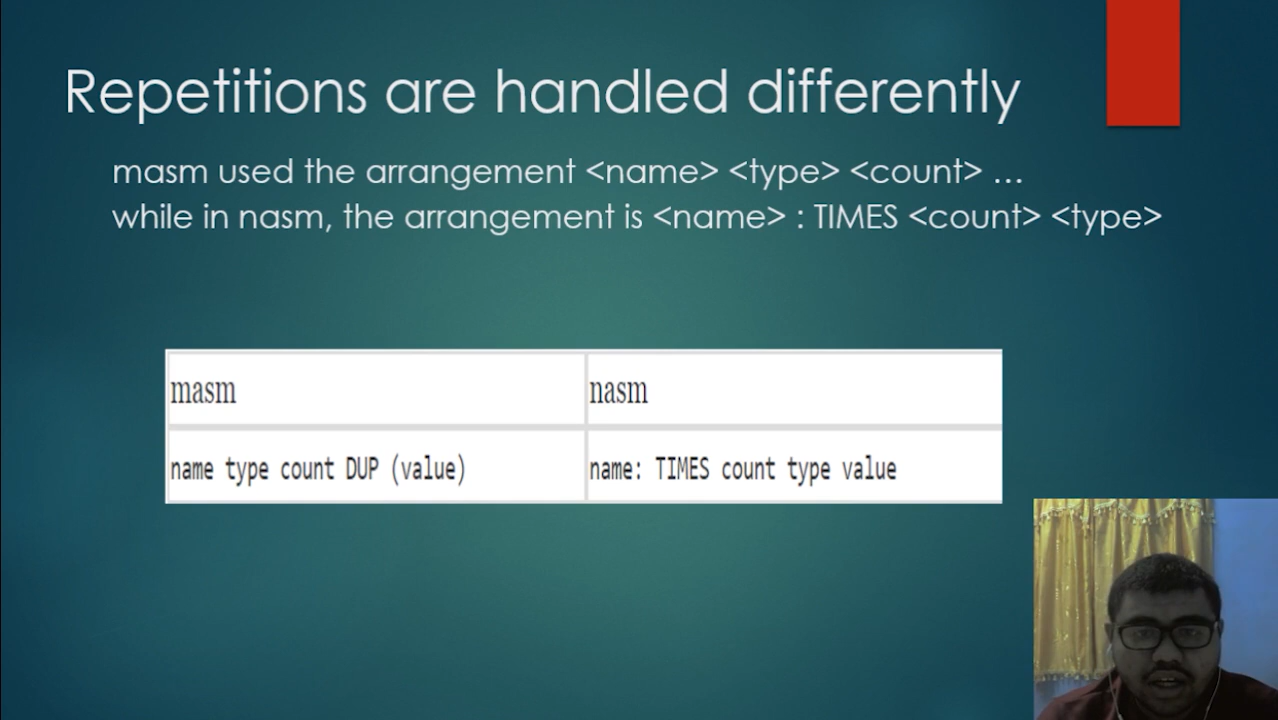 Repetitions are handled differently
masm used the arrangement <name> <type> <count> …
while in nasm, the arrangement is <name> : TIMES <count> <type>
masm
nasm
name type count DUP (value)
name: TIMES count type value